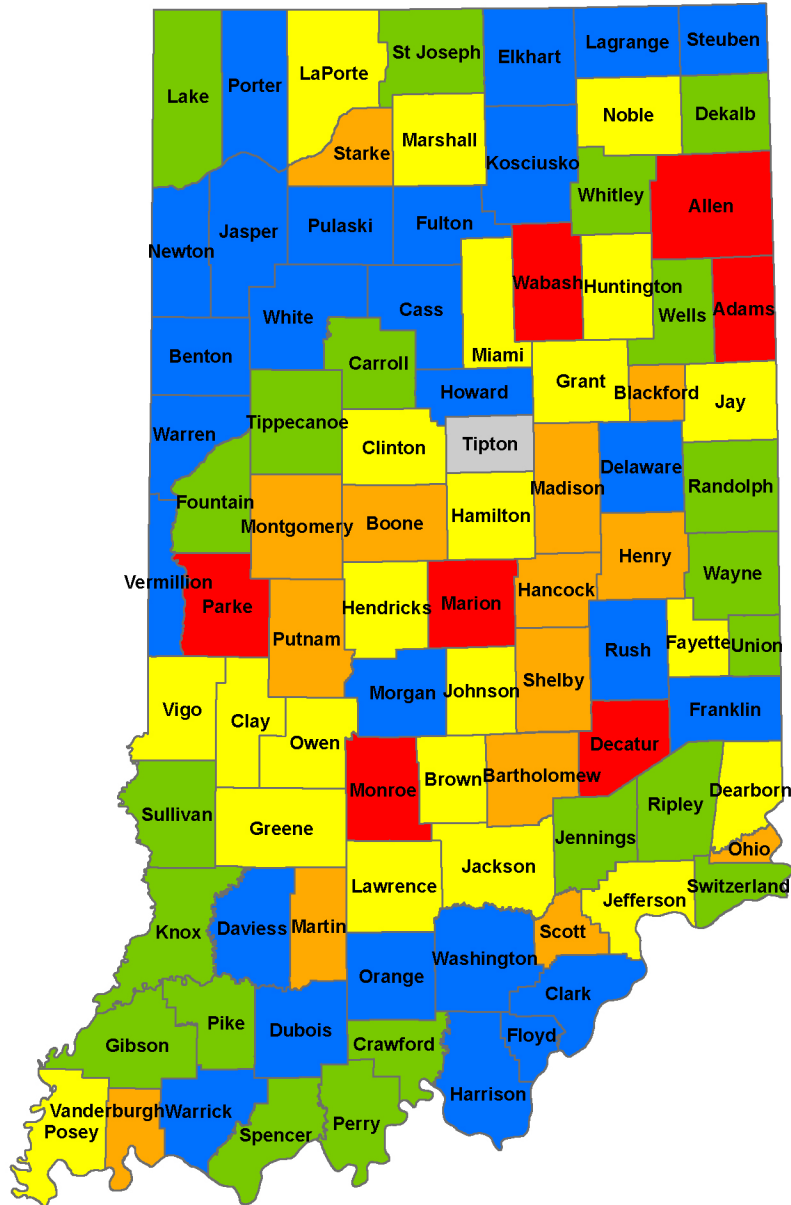 St Joseph
Elkhart
Lagrange
Steuben
LaPorte
Porter
Lake
Noble
Dekalb
Starke
Marshall
Kosciusko
Whitley
Allen
Newton
Jasper
Pulaski
Fulton
Wabash
Huntington
Wells
Adams
White
Cass
Miami
Benton
Carroll
Grant
Blackford
Jay
Howard
Warren
Tippecanoe
Clinton
Tipton
Delaware
Madison
Randolph
Fountain
Montgomery
Boone
Hamilton
Henry
Wayne
Vermillion
Parke
Putnam
Hendricks
Marion
Hancock
Rush
Fayette
Union
Morgan
Johnson
Shelby
Vigo
Clay
Owen
Franklin
Decatur
Monroe
Brown
Bartholomew
Dearborn
Ripley
Sullivan
Greene
Jennings
Ohio
Lawrence
Jackson
Jefferson
Switzerland
Knox
Daviess
Martin
Scott
Orange
Washington
Clark
Gibson
Pike
Dubois
Crawford
Floyd
Harrison
Vanderburgh
Warrick
Posey
Spencer
Perry